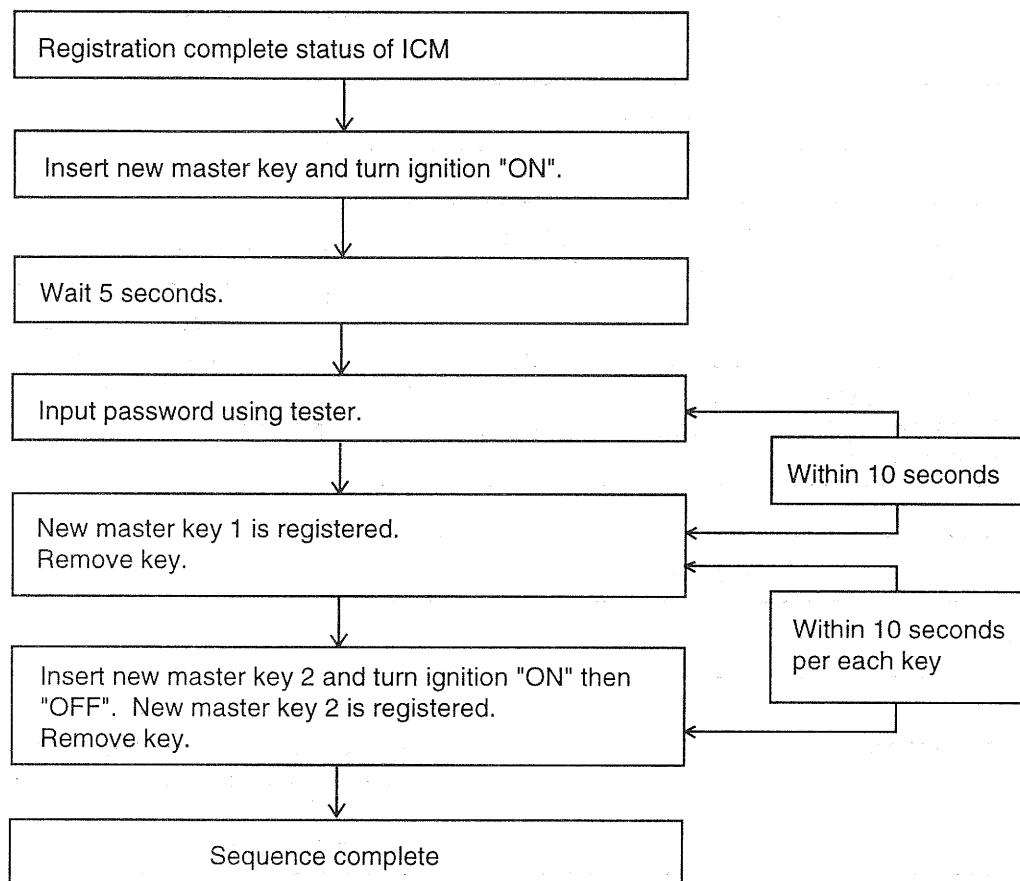 Registration complete status of ICM
Insert new master key and turn ignition "ON".
Wait 5 seconds.
Input password using tester.
Within 10 seconds
New master key 1 is registered.
Remove key.
Within 10 seconds
per each key
Insert new master key 2 and turn ignition "ON" then
"OFF".  New master key 2 is registered.
Remove key.
Sequence complete